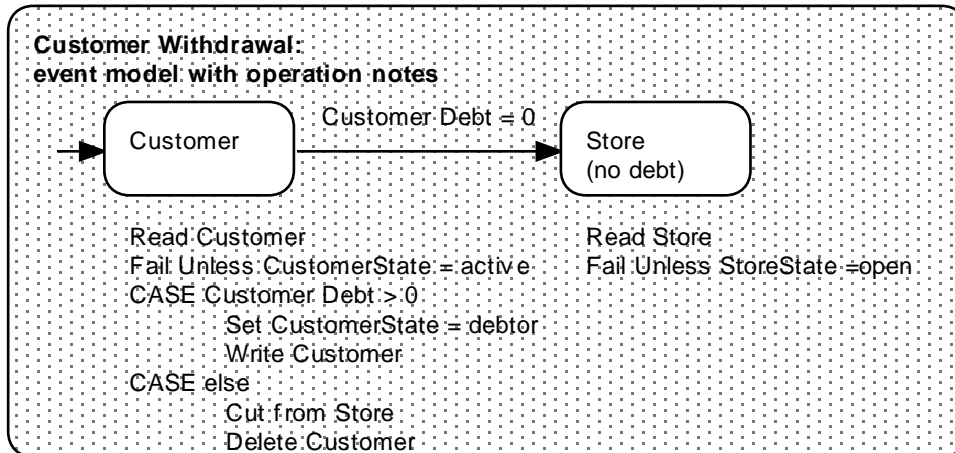 Customer Withdrawal:
event model with operation notes
Customer Debt = 0
Customer
Store
(no debt)
Read Customer
Fail Unless CustomerState = active
CASE Customer Debt > 0
Set CustomerState = debtor
Write Customer
CASE else
Cut from Store
Delete Customer
Read Store
Fail Unless StoreState =open